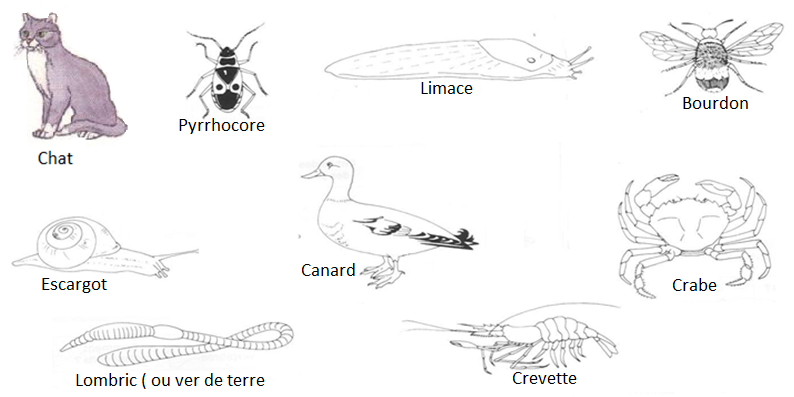 Chat
Pyrrhocore
Limace
Bourdon
Escargot
Canard
Crabe
Lombric ( ou ver de terre
Crevette